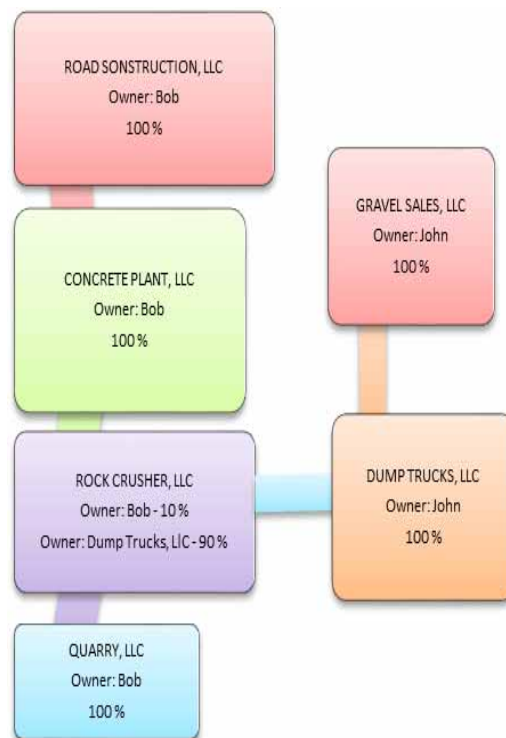 ROAD SONSTRUCTION, LLC
Owner: Bob
100 %
GRAVEL SALES, LLC
Owner: John
100 %
CONCRETE PLANT, LLC
Owner: Bob
100 %
ROCK CRUSHER, LLC
Owner: Bob - 10 %
Owner: Dump Trucks, LlC - 90 %
DUMP TRUCKS, LLC
Owner: John
100 %
QUARRY, LLC
Owner: Bob
100 %